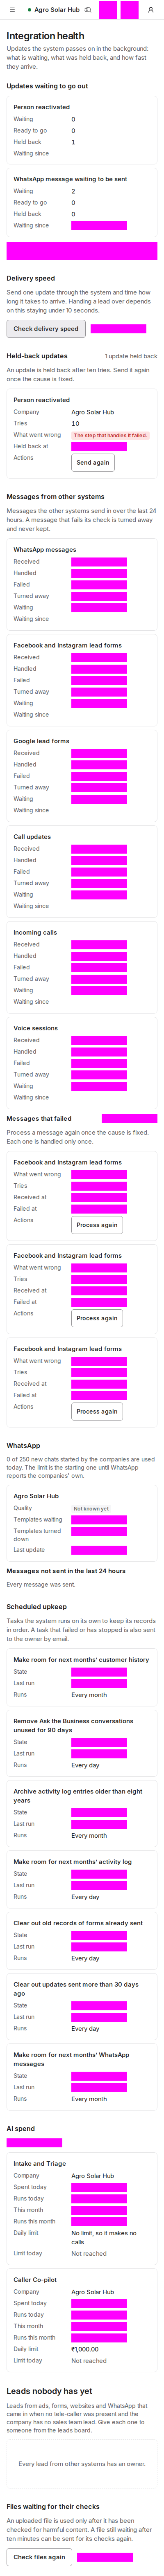 Agro Solar Hub
Integration health
Updates the system passes on in the background:
what is waiting, what was held back, and how fast
they travel.
Updates waiting to go out
Person reactivated
Waiting 0
Ready to go 0
Held back 1
Waiting since
WhatsApp message waiting to be sent
Waiting 2
Ready to go 0
Held back 0
Waiting since
Delivery speed
Send one update through the system and time how
long it takes to arrive. Handing a lead over depends
on this staying under 10 seconds.
Check delivery speed
Held-back updates 1 update held back
An update is held back after ten tries. Send it again
once the cause is fixed.
Person reactivated
Company Agro Solar Hub
Tries 10
What went wrong The step that handles it failed.
Held back at
Actions Send again
Messages from other systems
Messages the other systems send in over the last 24
hours. A message that fails its check is turned away
and never kept.
WhatsApp messages
Received
Handled
Failed
Turned away
Waiting
Waiting since
Facebook and Instagram lead forms
Received
Handled
Failed
Turned away
Waiting
Waiting since
Google lead forms
Received
Handled
Failed
Turned away
Waiting
Waiting since
Call updates
Received
Handled
Failed
Turned away
Waiting
Waiting since
Incoming calls
Received
Handled
Failed
Turned away
Waiting
Waiting since
Voice sessions
Received
Handled
Failed
Turned away
Waiting
Waiting since
Messages that failed
Process a message again once the cause is fixed.
Each one is handled only once.
Facebook and Instagram lead forms
What went wrong
Tries
Received at
Failed at
Actions Process again
Facebook and Instagram lead forms
What went wrong
Tries
Received at
Failed at
Actions Process again
Facebook and Instagram lead forms
What went wrong
Tries
Received at
Failed at
Actions Process again
WhatsApp
0 of 250 new chats started by the companies are used
today. The limit is the starting one until WhatsApp
reports the companies' own.
Agro Solar Hub
Quality Not known yet
Templates waiting
Templates turned
down
Last update
Messages not sent in the last 24 hours
Every message was sent.
Scheduled upkeep
Tasks the system runs on its own to keep its records
in order. A task that failed or has stopped is also sent
to the owner by email.
Make room for next months' customer history
State
Last run
Runs Every month
Remove Ask the Business conversations
unused for 90 days
State
Last run
Runs Every day
Archive activity log entries older than eight
years
State
Last run
Runs Every month
Make room for next months' activity log
State
Last run
Runs Every day
Clear out old records of forms already sent
State
Last run
Runs Every day
Clear out updates sent more than 30 days
ago
State
Last run
Runs Every day
Make room for next months' WhatsApp
messages
State
Last run
Runs Every month
AI spend
Intake and Triage
Company Agro Solar Hub
Spent today
Runs today
This month
Runs this month
Daily limit No limit, so it makes no
calls
Limit today Not reached
Caller Co-pilot
Company Agro Solar Hub
Spent today
Runs today
This month
Runs this month
Daily limit ₹1,000.00
Limit today Not reached
Leads nobody has yet
Leads from ads, forms, websites and WhatsApp that
came in when no tele-caller was present and the
company has no sales team lead. Give each one to
someone from the leads board.
Every lead from other systems has an owner.
Files waiting for their checks
An uploaded file is used only after it has been
checked for harmful content. A file still waiting after
ten minutes can be sent for its checks again.
Check files again